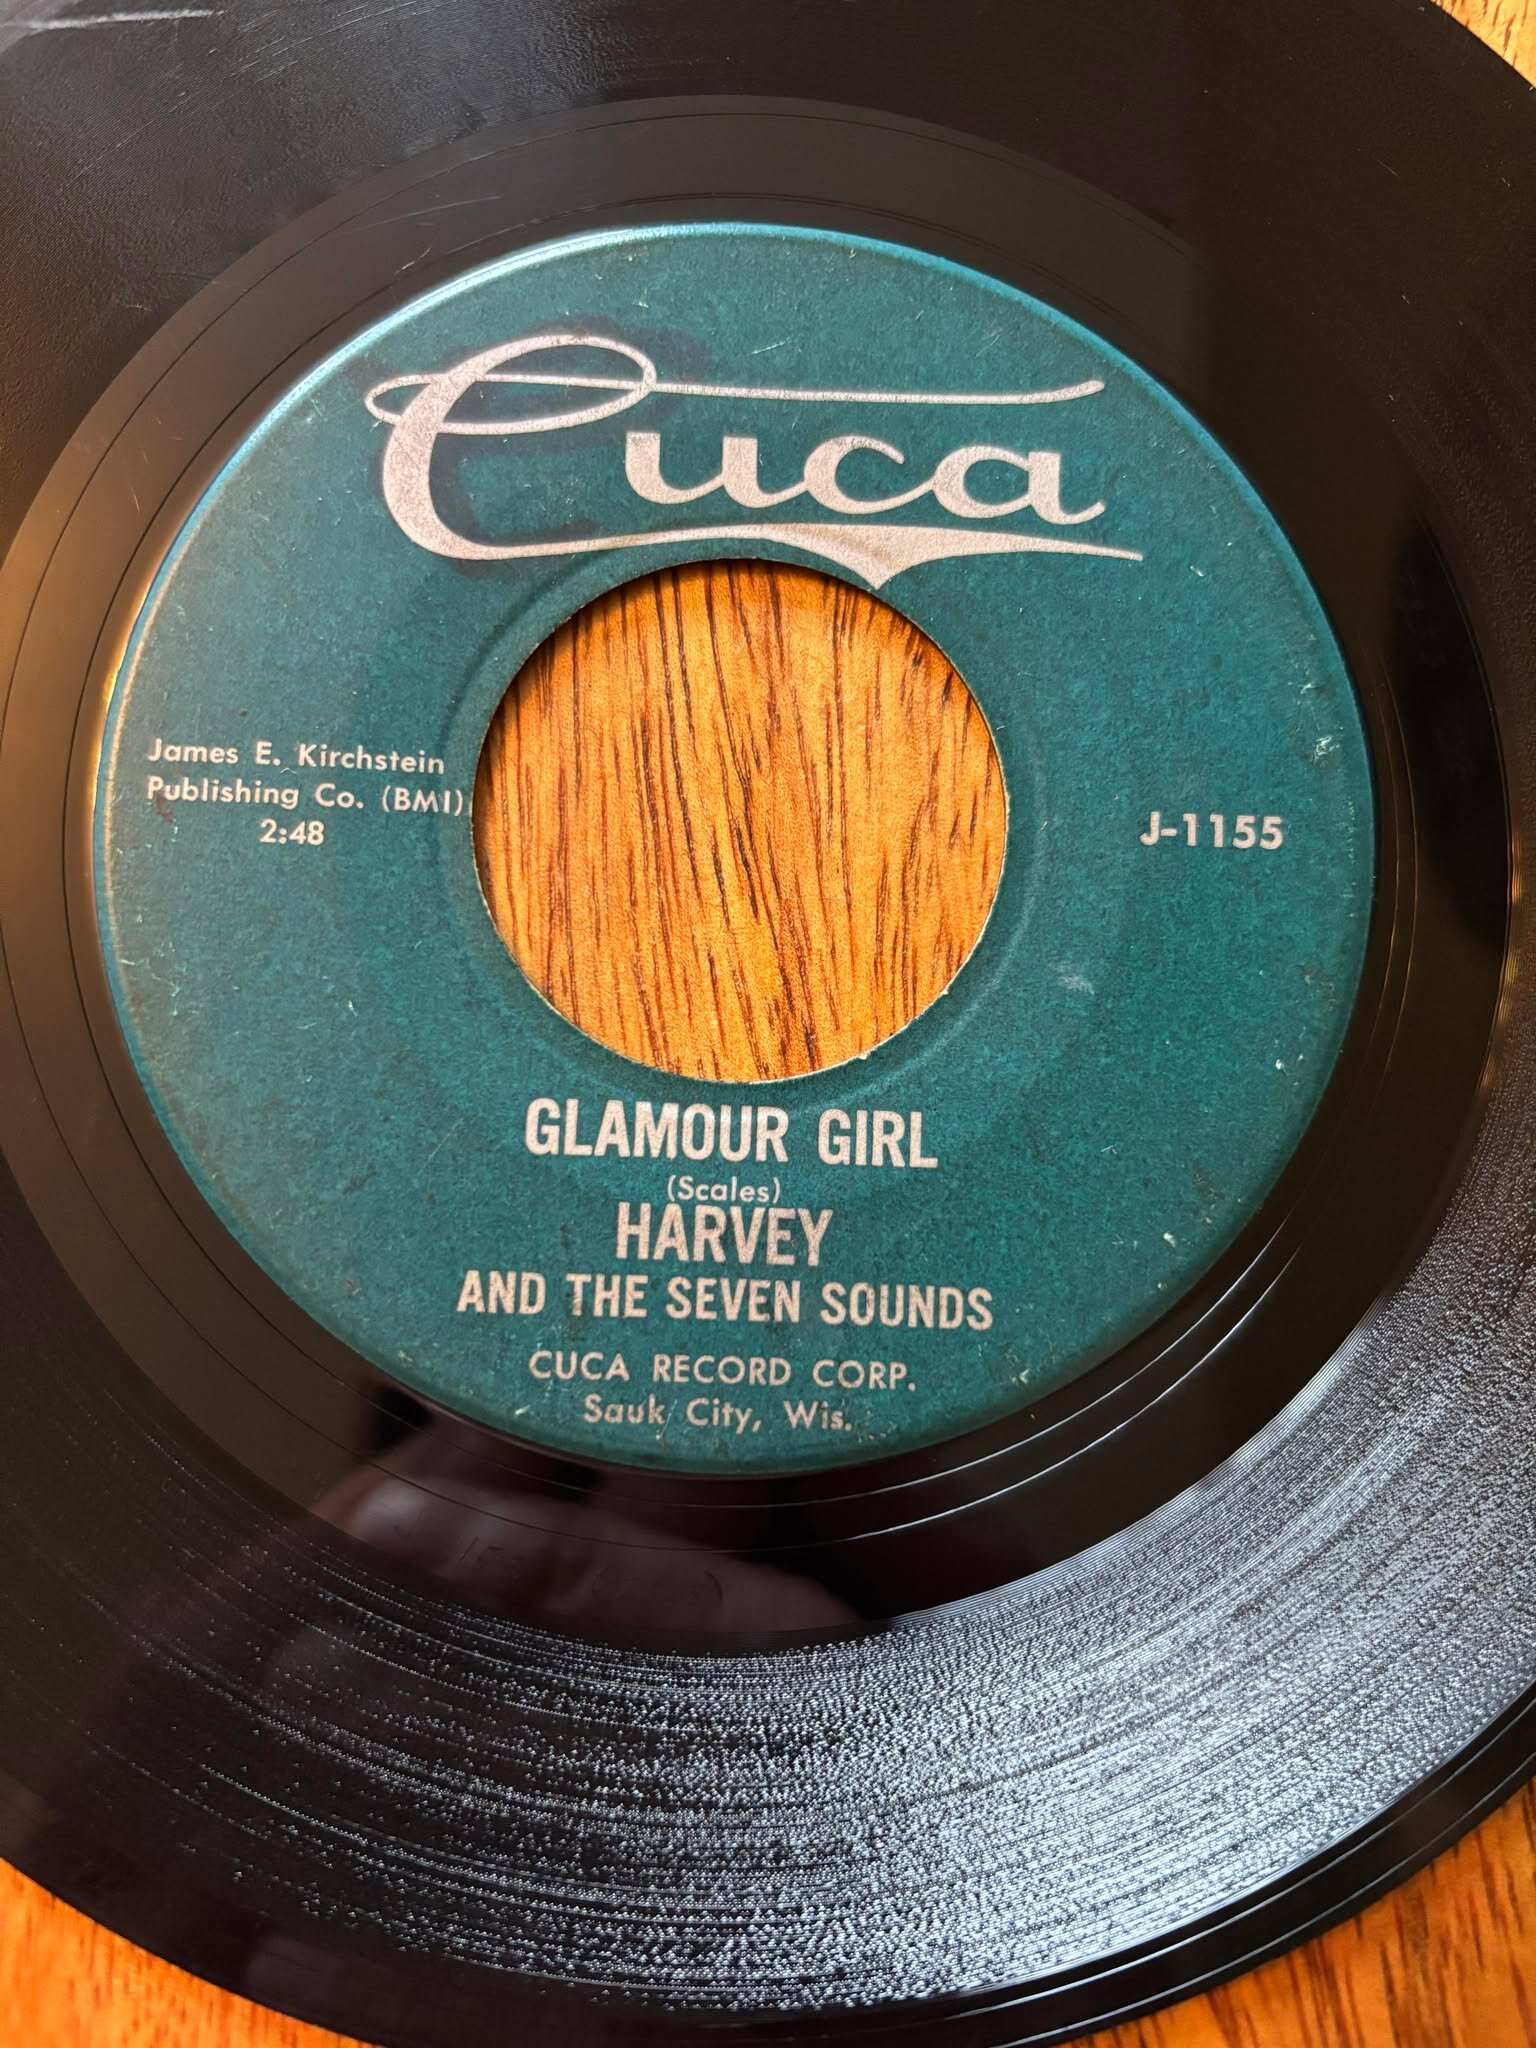 Cuca
James E. Kirchstein
Publishing Co. (BMI)
2:48
J-1155
GLAMOUR GIRL
(Scales)
HARVEY
AND THE SEVEN SOUNDS
CUCA RECORD CORP.
Sauk City, Wis.